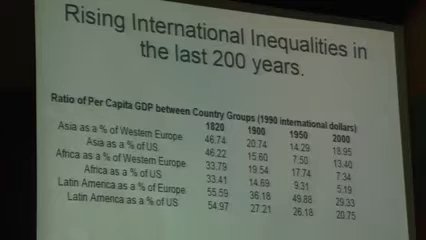 Rising International Inequalities in
the last 200 years.
Ratio of Per Capita GDP between Country Groups (1990 international dollars)
1820 1900 1950 2000
Asia as a % of Western Europe 46.74 20.74 14.29 18.95
Asia as % of US 46.22 15.60 7.50 13.40
Africa as a % of Western Europe 33.79 19.54 17.74 7.34
Africa as % of US 33.41 14.69 9.31 5.19
Latin America as a % of Europe 55.59 36.18 49.88 29.33
Latin America as % of US 54.97 27.21 26.18 20.75